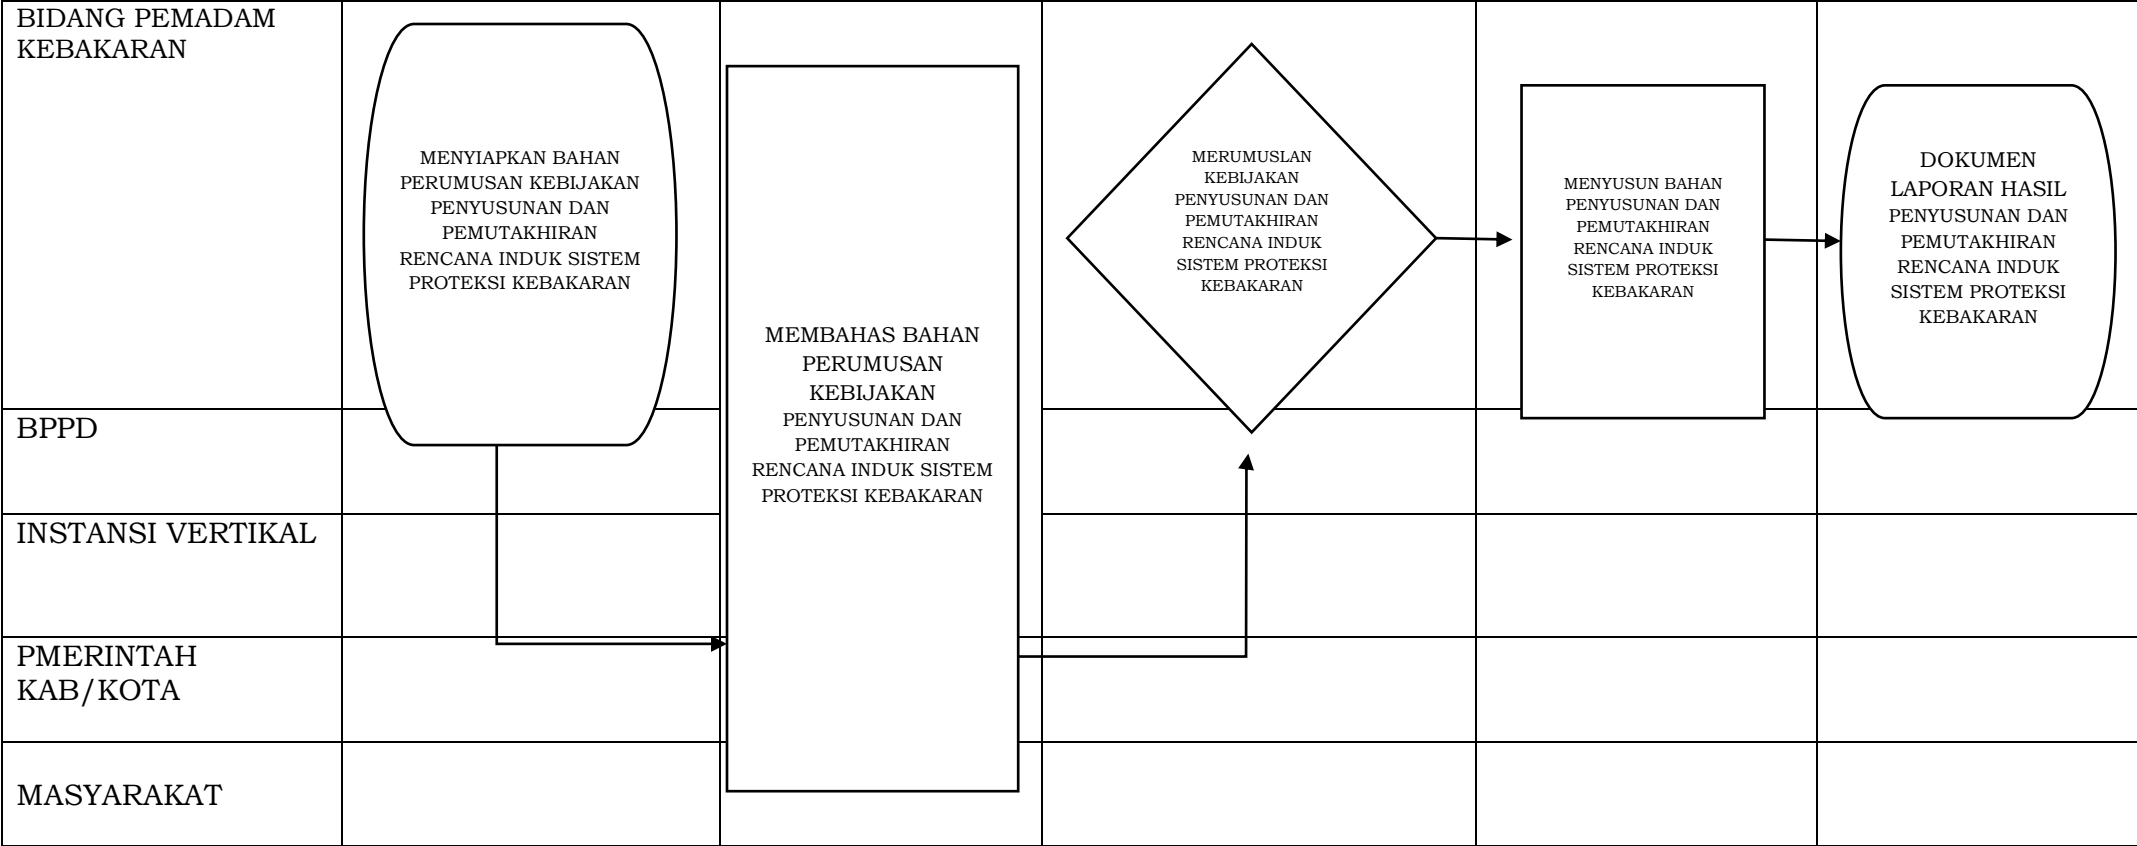 BIDANG PEMADAM
KEBAKARAN
MENYIAPKAN BAHAN
PERUMUSAN KEBIJAKAN
PENYUSUNAN DAN
PEMUTAKHIRAN
RENCANA INDUK SISTEM
PROTEKSI KEBAKARAN
MEMBAHAS BAHAN
PERUMUSAN
KEBIJAKAN
PENYUSUNAN DAN
PEMUTAKHIRAN
RENCANA INDUK SISTEM
PROTEKSI KEBAKARAN
MERUMUSLAN
KEBIJAKAN
PENYUSUNAN DAN
PEMUTAKHIRAN
RENCANA INDUK
SISTEM PROTEKSI
KEBAKARAN
MENYUSUN BAHAN
PENYUSUNAN DAN
PEMUTAKHIRAN
RENCANA INDUK
SISTEM PROTEKSI
KEBAKARAN
DOKUMEN
LAPORAN HASIL
PENYUSUNAN DAN
PEMUTAKHIRAN
RENCANA INDUK
SISTEM PROTEKSI
KEBAKARAN
BPPD
INSTANSI VERTIKAL
PMERINTAH
KAB/KOTA
MASYARAKAT